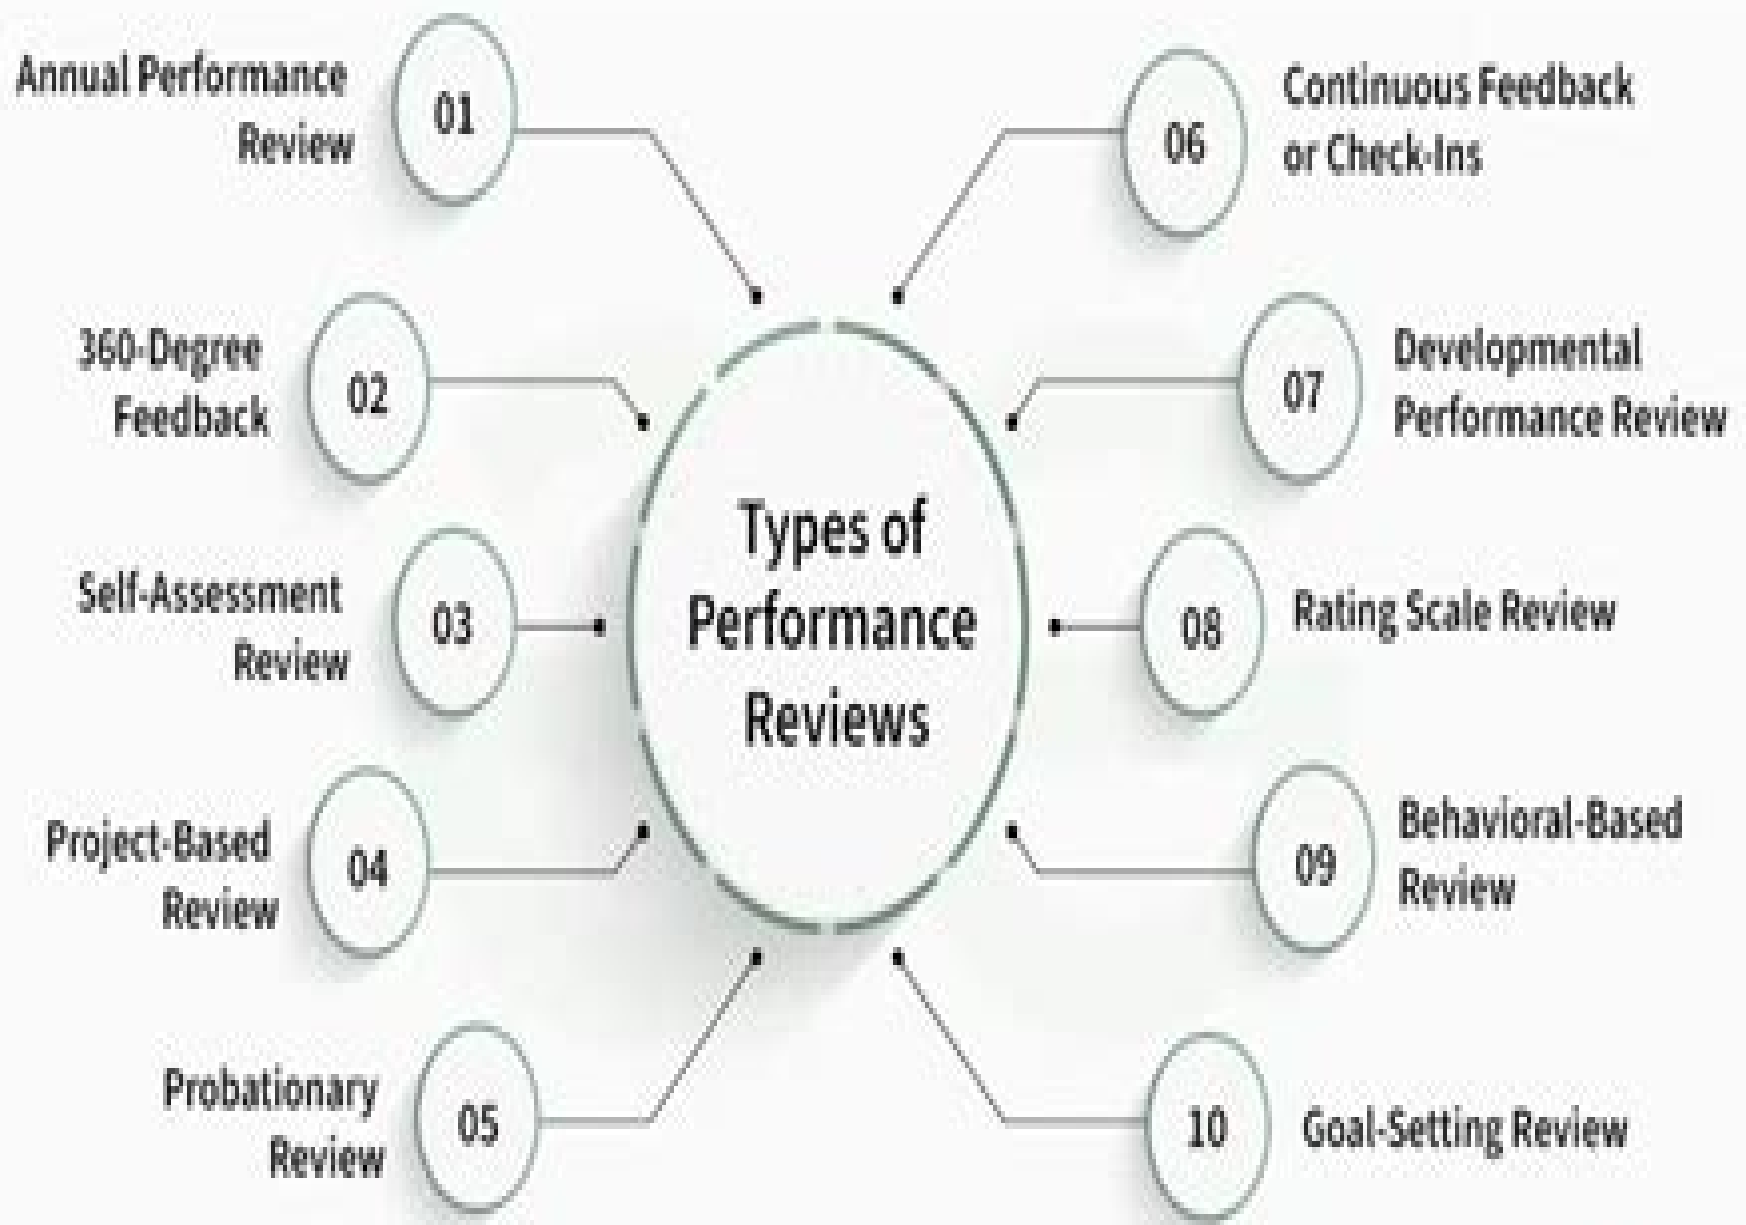 Annual Performance
Review
01
360-Degree
Feedback
02
Self-Assessment
Review
03
Project-Based
Review
04
Probationary
Review
05
Types of
Performance
Reviews
06
Continuous Feedback
or Check-Ins
07
Developmental
Performance Review
08
Rating Scale Review
09
Behavioral-Based
Review
10
Goal-Setting Review